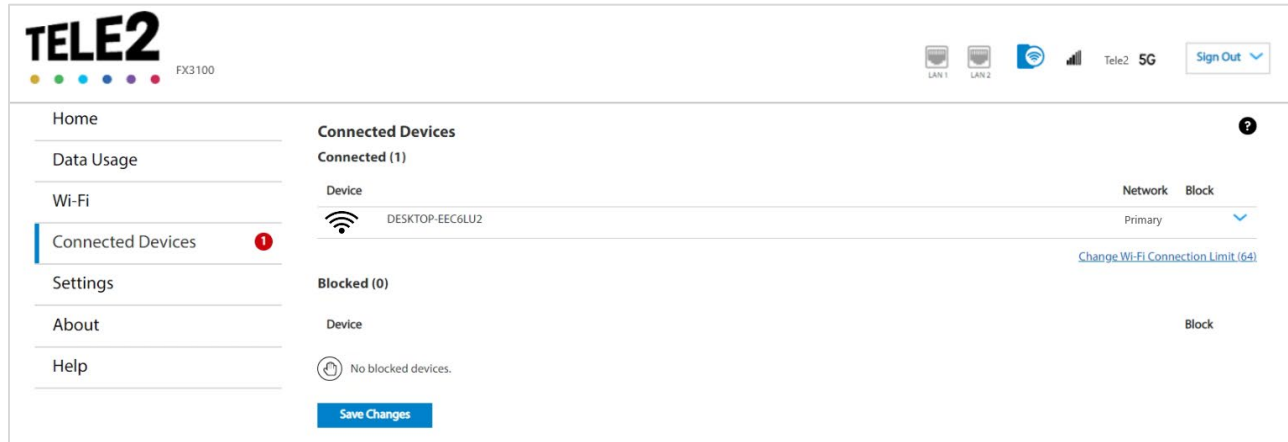 TELE2
FX3100
LAN 1
LAN 2
Tele2 5G
Sign Out
Home
Data Usage
Wi-Fi
Connected Devices 1
Settings
About
Help
Connected Devices
?
Connected (1)
Device Network Block
DESKTOP-EEC6LU2 Primary
Change Wi-Fi Connection Limit (64)
Blocked (0)
Device Block
No blocked devices.
Save Changes